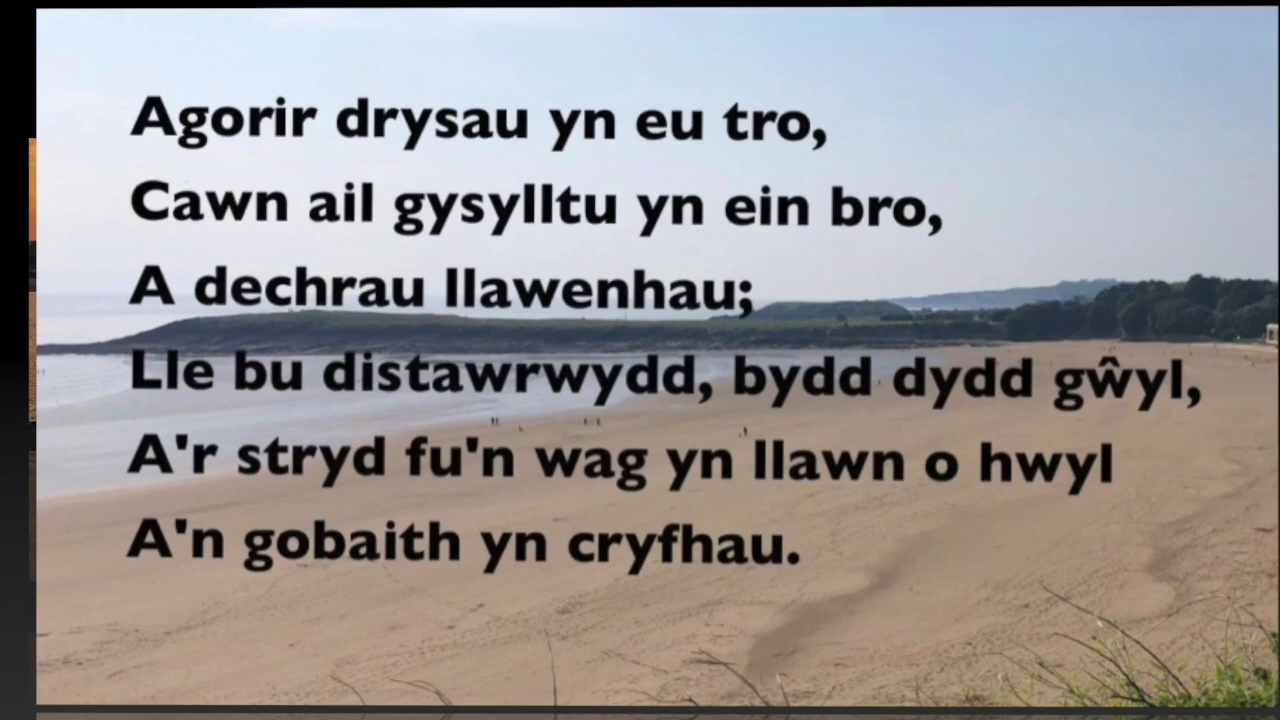 Agorir drysau yn eu tro,
Cawn ail gysylltu yn ein bro,
A dechrau llawenhau;
Lle bu distawrwydd, bydd dydd gŵyl,
A'r stryd fu'n wag yn llawn o hwyl
A'n gobaith yn cryfhau.